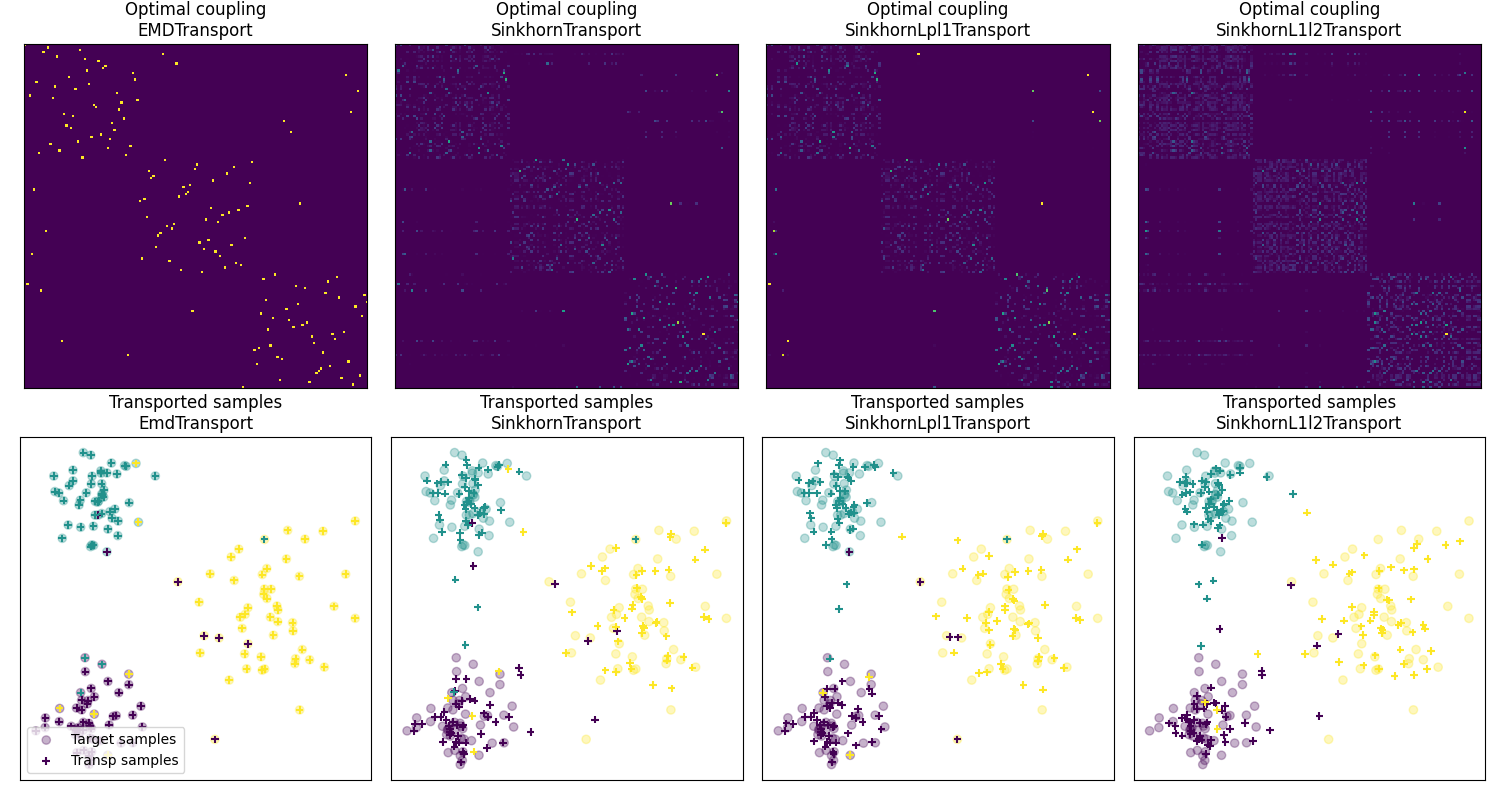 Optimal coupling
EMDTransport
Optimal coupling
SinkhornTransport
Optimal coupling
SinkhornLpl1Transport
Optimal coupling
SinkhornL1l2Transport
Transported samples
EmdTransport
Transported samples
SinkhornTransport
Transported samples
SinkhornLpl1Transport
Transported samples
SinkhornL1l2Transport
Target samples
Transp samples